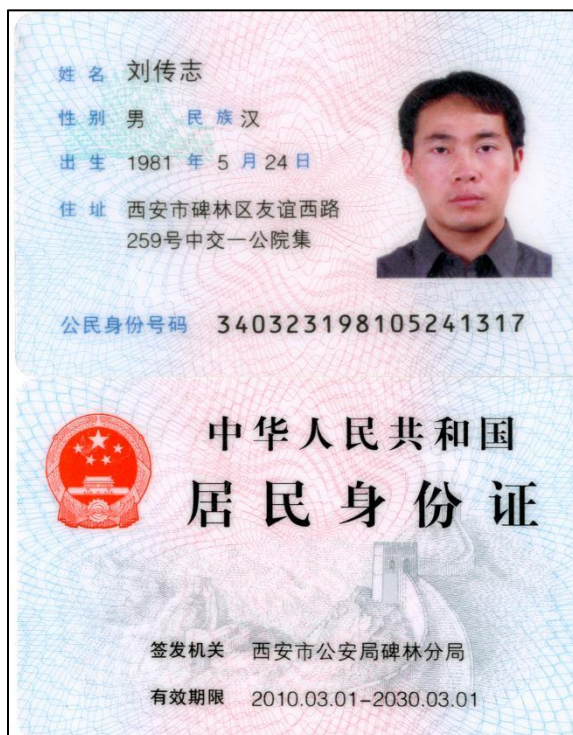 姓名 刘传志
性别 男 民族 汉
出生 1981 年 5 月 24 日
住址 西安市碑林区友谊西路
259号中交一公院集
公民身份号码 340323198105241317
中华人民共和国
居民身份证
签发机关 西安市公安局碑林分局
有效期限 2010.03.01-2030.03.01